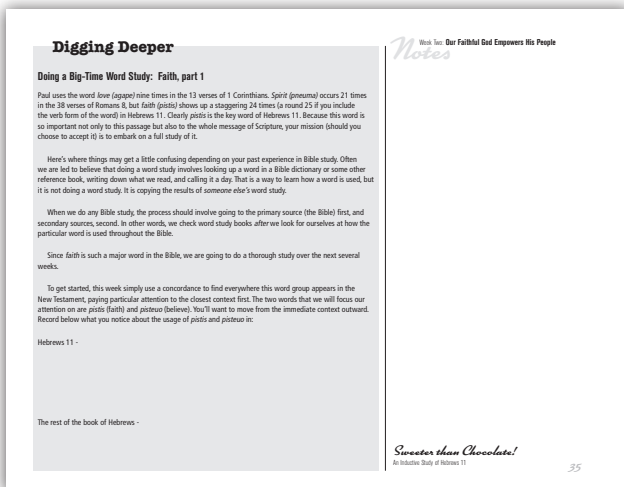 Digging Deeper
Doing a Big-Time Word Study: Faith, part 1
Paul uses the word love (agape) nine times in the 13 verses of 1 Corinthians. Spirit (pneuma) occurs 21 times
in the 38 verses of Romans 8, but faith (pistis) shows up a staggering 24 times (a round 25 if you include
the verb form of the word) in Hebrews 11. Clearly pistis is the key word of Hebrews 11. Because this word is
so important not only to this passage but also to the whole message of Scripture, your mission (should you
choose to accept it) is to embark on a full study of it.
Here's where things may get a little confusing depending on your past experience in Bible study. Often
we are led to believe that doing a word study involves looking up a word in a Bible dictionary or some other
reference book, writing down what we read, and calling it a day. That is a way to learn how a word is used, but
it is not doing a word study. It is copying the results of someone else's word study.
When we do any Bible study, the process should involve going to the primary source (the Bible) first, and
secondary sources, second. In other words, we check word study books after we look for ourselves at how the
particular word is used throughout the Bible.
Since faith is such a major word in the Bible, we are going to do a thorough study over the next several
weeks.
To get started, this week simply use a concordance to find everywhere this word group appears in the
New Testament, paying particular attention to the closest context first. The two words that we will focus our
attention on are pistis (faith) and pisteuo (believe). You'll want to move from the immediate context outward.
Record below what you notice about the usage of pistis and pisteuo in:
Hebrews 11 -
The rest of the book of Hebrews -
Week Two: Our Faithful God Empowers His People
Notes
Sweeter than Chocolate!
An Inductive Study of Hebrews 11
35